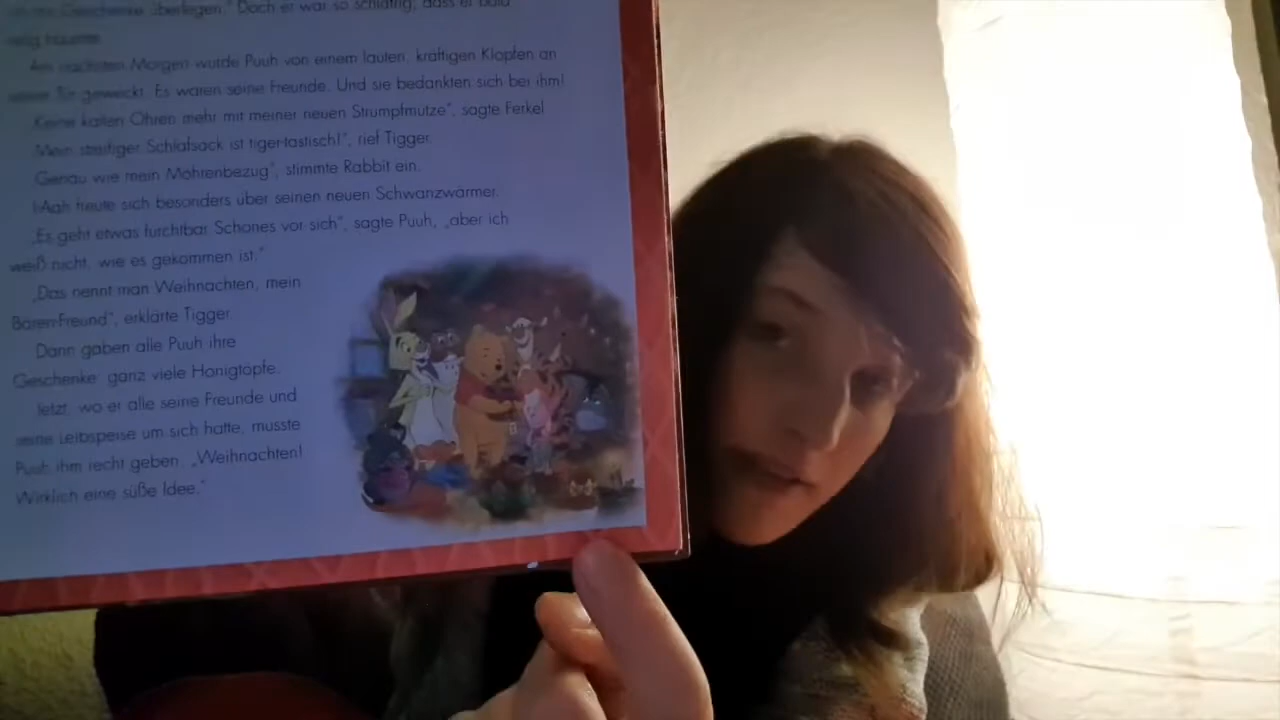 Geschenke überlegen." Doch er war so schläfrig, dass er bald
Am nächsten Morgen wurde Puuh von einem lauten, kräftigen Klopfen an
seiner Tür geweckt. Es waren seine Freunde. Und sie bedankten sich bei ihm!
„Keine kalten Ohren mehr mit meiner neuen Strumpfmütze", sagte Ferkel
„Mein streifiger Schlafsack ist tiger-tastisch!", rief Tigger.
„Genau wie mein Möhrenbezug", stimmte Rabbit ein.
I-Aah freute sich besonders über seinen neuen Schwanzwärmer.
„Es geht etwas furchtbar Schönes vor sich", sagte Puuh, „aber ich
weiß nicht, wie es gekommen ist."
„Das nennt man Weihnachten, mein
Bären-Freund", erklärte Tigger.
Dann gaben alle Puuh ihre
Geschenke: ganz viele Honigtöpfe.
Jetzt, wo er alle seine Freunde und
seine Leibspeise um sich hatte, musste
Puuh ihm recht geben. „Weihnachten!
Wirklich eine süße Idee."